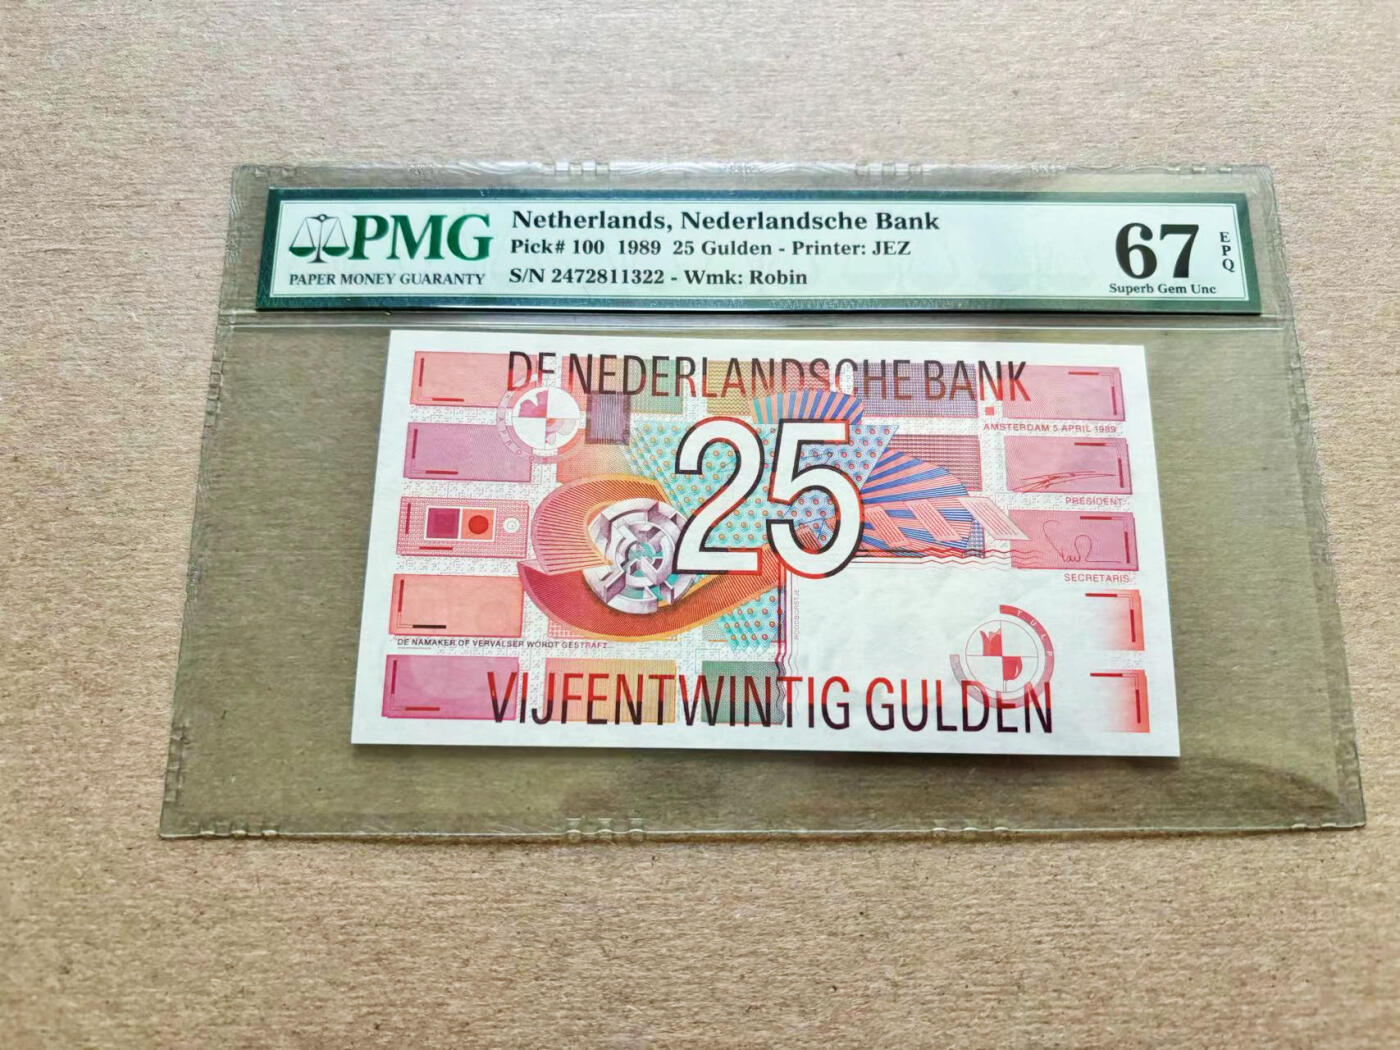 PMG
PAPER MONEY GUARANTY
Netherlands, Nederlandsche Bank
Pick# 100 1989 25 Gulden - Printer: JEZ
S/N 2472811322 - Wmk: Robin
67
EPQ
Superb Gem Unc
DE NEDERLANDSCHE BANK
AMSTERDAM 5 APRIL 1989
25
PRESIDENT
SECRETARIS
ROODBORSTJE
TULP
DE NAMAKER OF VERVALSER WORDT GESTRAFT
VIJFENTWINTIG GULDEN